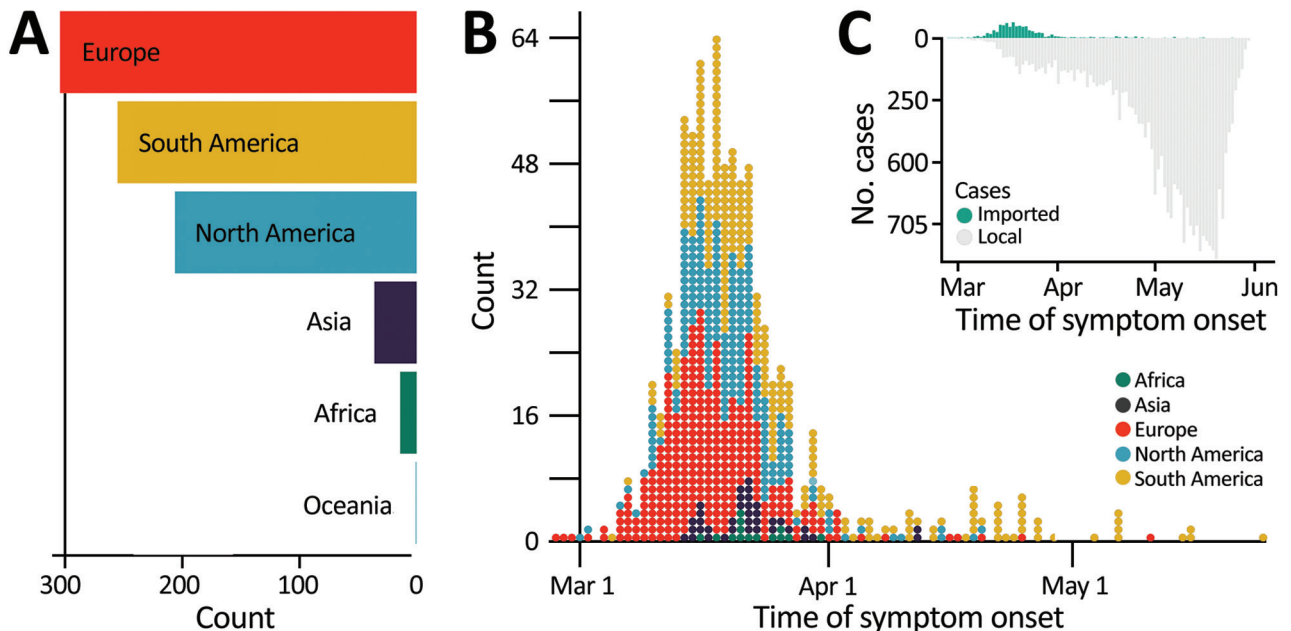 A
Europe
South America
North America
Asia
Africa
Oceania
300 200 100 0
Count
B
64
48
32
16
0
Count
Mar 1 Apr 1 May 1
Time of symptom onset
C
0
250
600
705
No. cases
Cases
Imported
Local
Mar Apr May Jun
Time of symptom onset
Africa
Asia
Europe
North America
South America